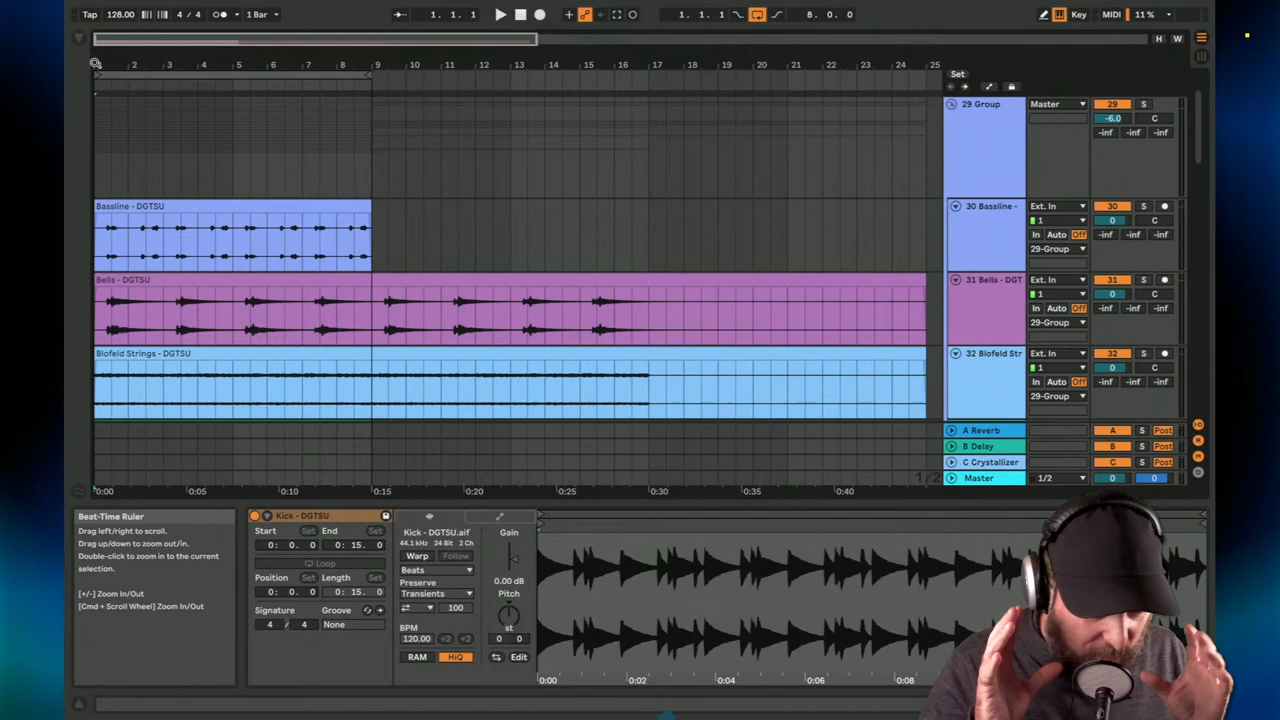 Tap 128.00 4 / 4 1 Bar 1. 1. 1 1. 1. 1 8. 0. 0 Key MIDI 11 %
H W
2 3 4 5 6 7 8 9 10 11 12 13 14 15 16 17 18 19 20 21 22 23 24 25
Set
29 Group Master 29 S
-6.0 C
-inf -inf -inf
Bassline - DGTSU 30 Bassline - Ext. In 30 S
1 0 C
In Auto Off -inf -inf -inf
29-Group
Bells - DGTSU 31 Bells - DGT Ext. In 31 S
1 0 C
In Auto Off -inf -inf -inf
29-Group
Blofeld Strings - DGTSU 32 Blofeld Str Ext. In 32 S
1 0 C
In Auto Off -inf -inf -inf
29-Group
A Reverb A S Post
B Delay B S Post
C Crystallizer C S Post
1/2 Master 1/2 0 0
0:00 0:05 0:10 0:15 0:20 0:25 0:30 0:35 0:40
Beat-Time Ruler
Drag left/right to scroll.
Drag up/down to zoom out/in.
Double-click to zoom in to the current
selection.
[+/-] Zoom In/Out
[Cmd + Scroll Wheel] Zoom In/Out
Kick - DGTSU
Start Set End Set
0: 0. 0 0: 15. 0
Loop
Position Set Length Set
0: 0. 0 0: 15. 0
Signature Groove
4 / 4 None
Kick - DGTSU.aif
44.1 kHz 24 Bit 2 Ch
Warp Follow
Beats
Preserve
Transients
100
BPM
120.00 ÷2 ×2
RAM HiQ
Gain
0.00 dB
Pitch
st
0 0
Edit
0:00 0:02 0:04 0:06 0:08